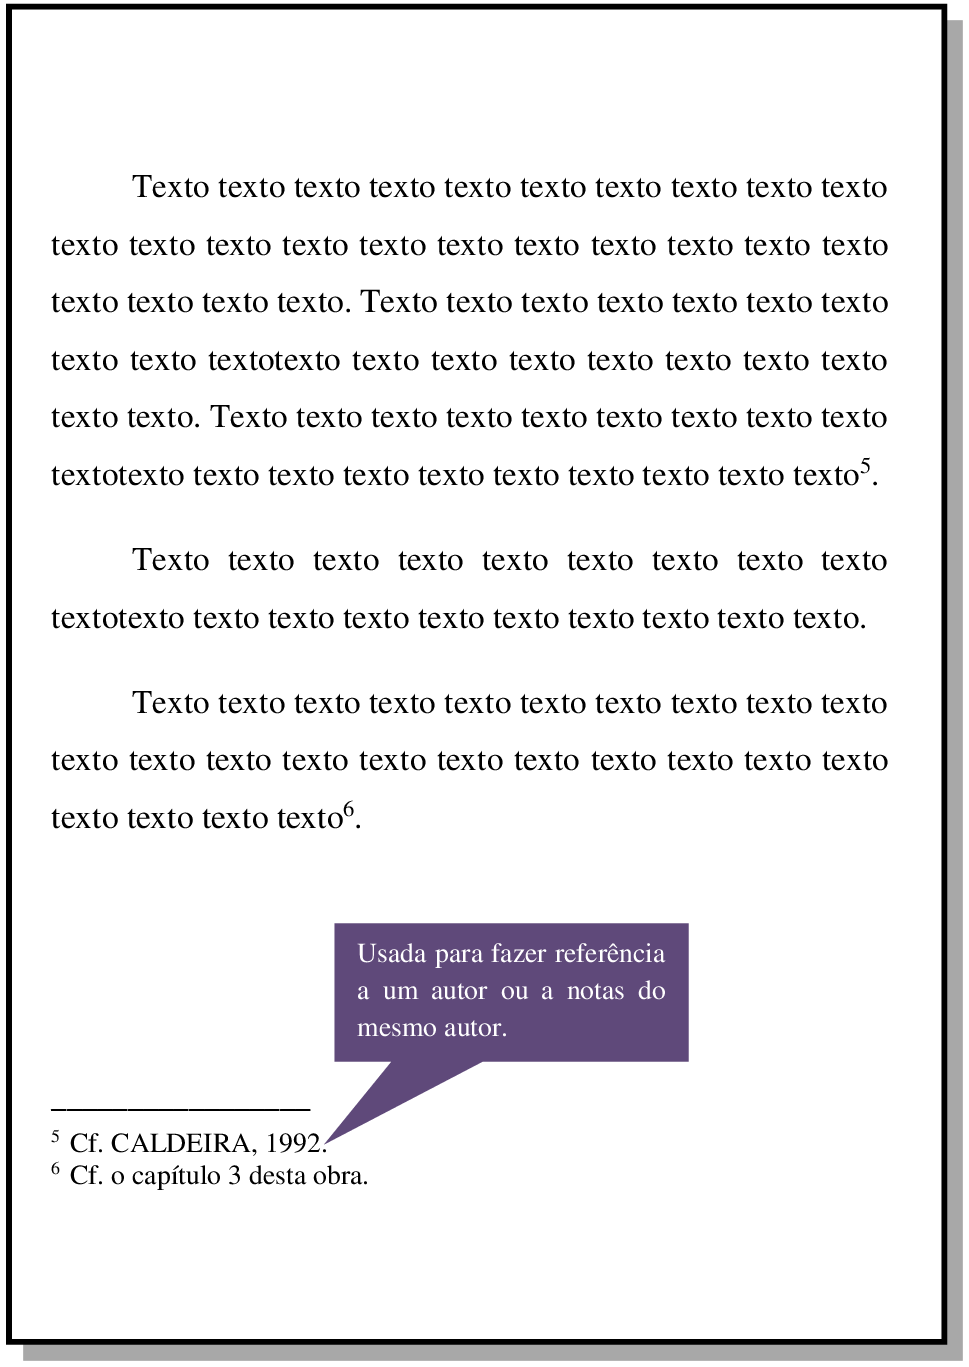 Texto texto texto texto texto texto texto texto texto texto
texto texto texto texto texto texto texto texto texto texto texto
texto texto texto texto. Texto texto texto texto texto texto texto
texto texto textotexto texto texto texto texto texto texto texto
texto texto. Texto texto texto texto texto texto texto texto texto
textotexto texto texto texto texto texto texto texto texto texto⁵.
Texto texto texto texto texto texto texto texto texto
textotexto texto texto texto texto texto texto texto texto texto.
Texto texto texto texto texto texto texto texto texto texto
texto texto texto texto texto texto texto texto texto texto texto
texto texto texto texto⁶.
Usada para fazer referência
a um autor ou a notas do
mesmo autor.
⁵ Cf. CALDEIRA, 1992.
⁶ Cf. o capítulo 3 desta obra.